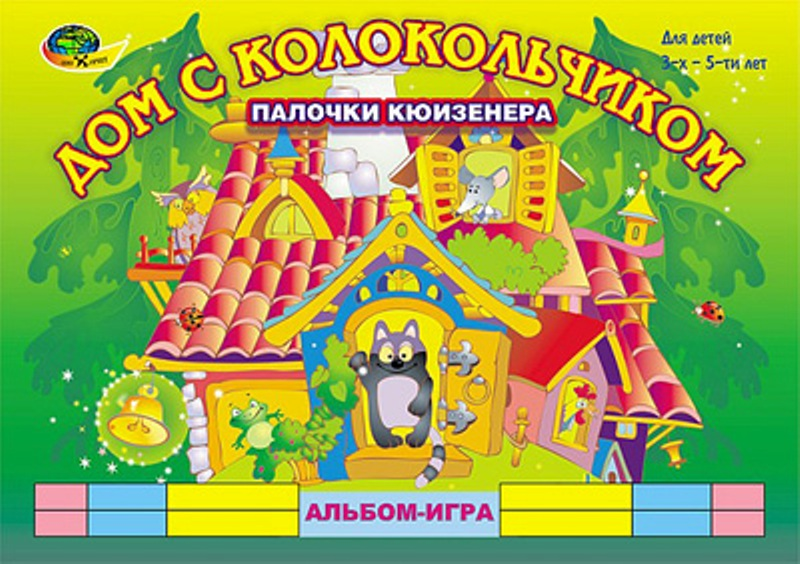 Для детей
3-х - 5-ти лет
ДОМ С КОЛОКОЛЬЧИКОМ
ПАЛОЧКИ КЮИЗЕНЕРА
АЛЬБОМ-ИГРА